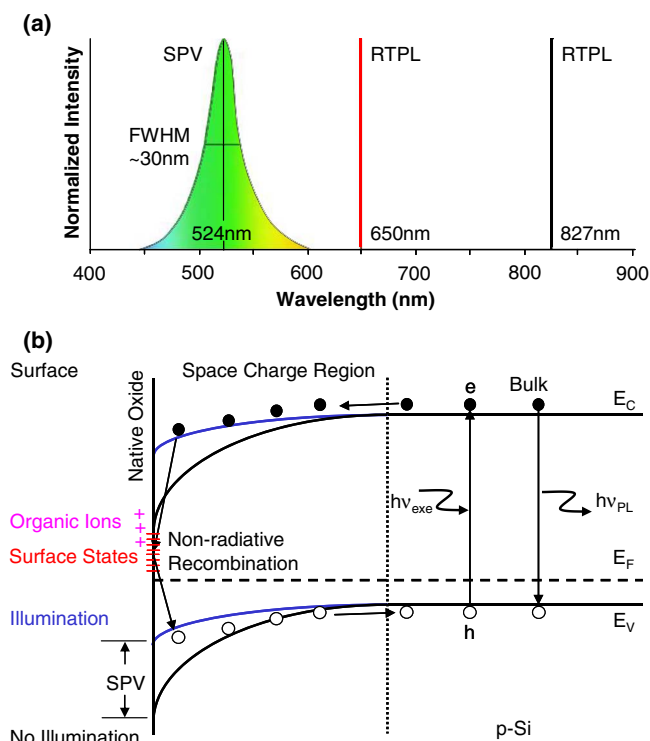 (a)
Normalized Intensity
SPV
RTPL
RTPL
FWHM
~30nm
524nm
650nm
827nm
400
500
600
700
800
900
Wavelength (nm)
(b)
Surface
Native Oxide
Space Charge Region
e
Bulk
E_C
hν_exe
hν_PL
Organic Ions
+
+
+
+
Surface States
Non-radiative
Recombination
E_F
Illumination
E_V
h
SPV
No Illumination
p-Si